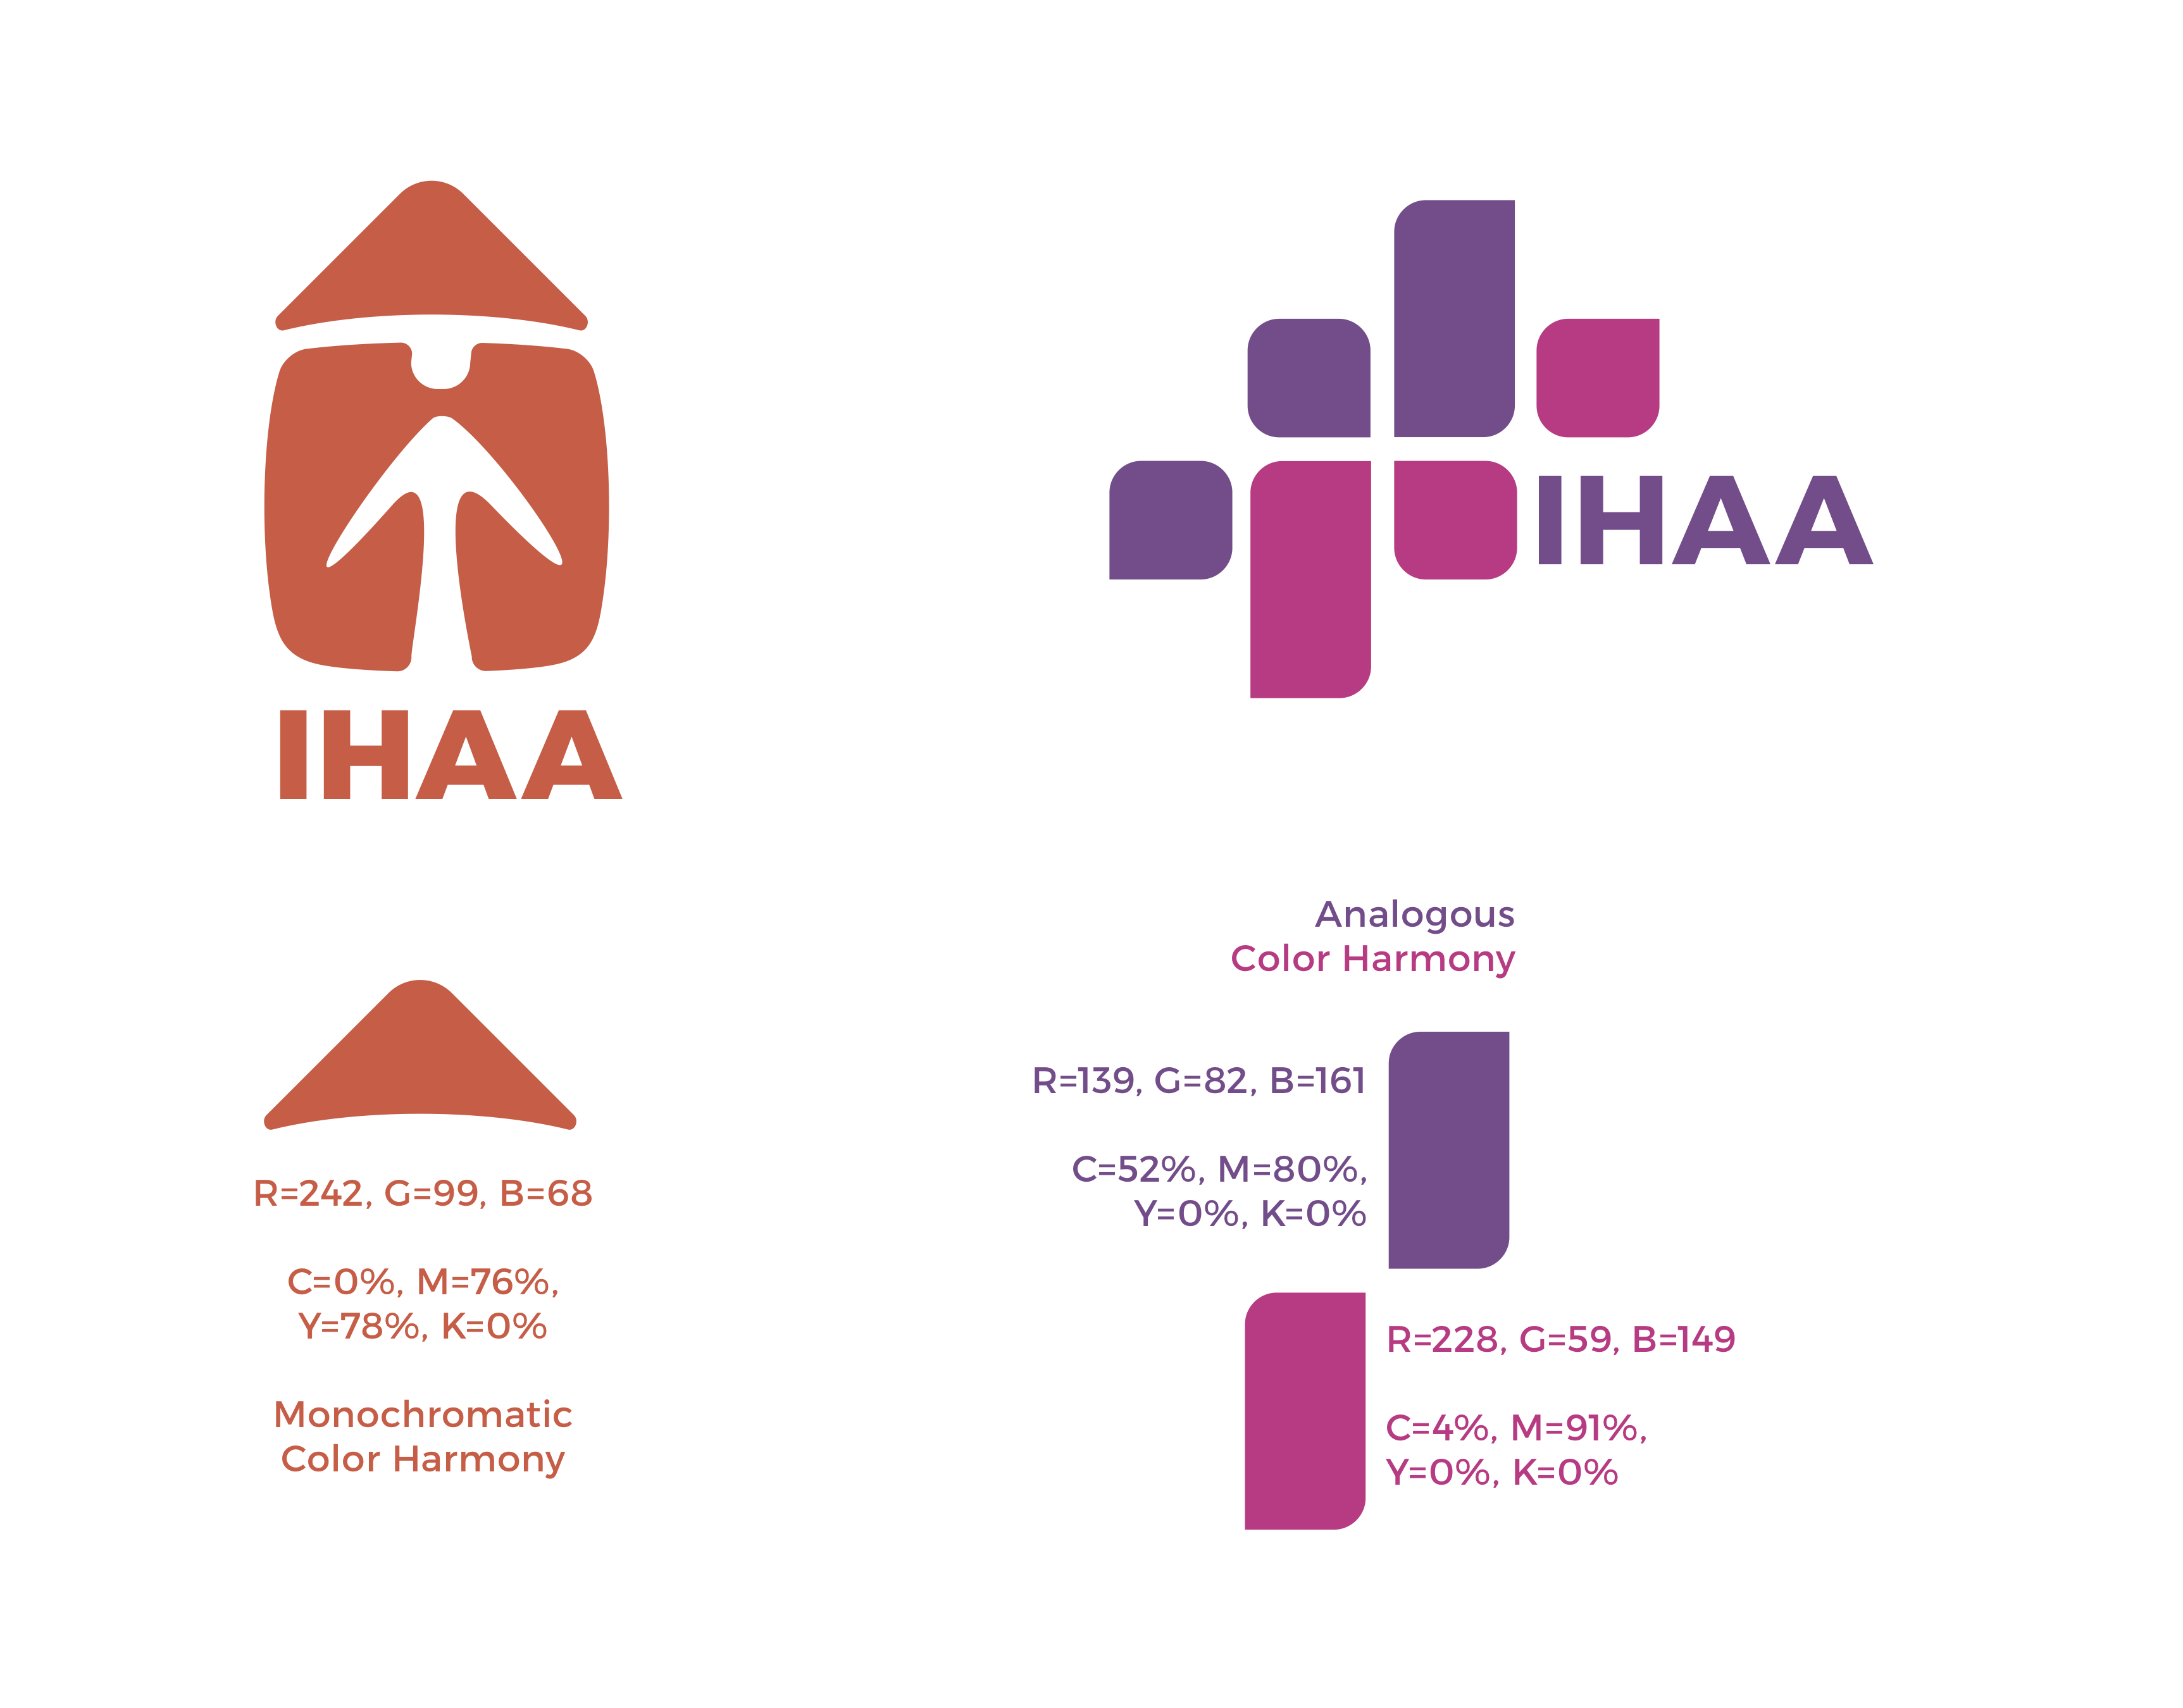 IHAA
R=242, G=99, B=68
C=0%, M=76%,
Y=78%, K=0%
Monochromatic
Color Harmony
IHAA
Analogous
Color Harmony
R=139, G=82, B=161
C=52%, M=80%,
Y=0%, K=0%
R=228, G=59, B=149
C=4%, M=91%,
Y=0%, K=0%